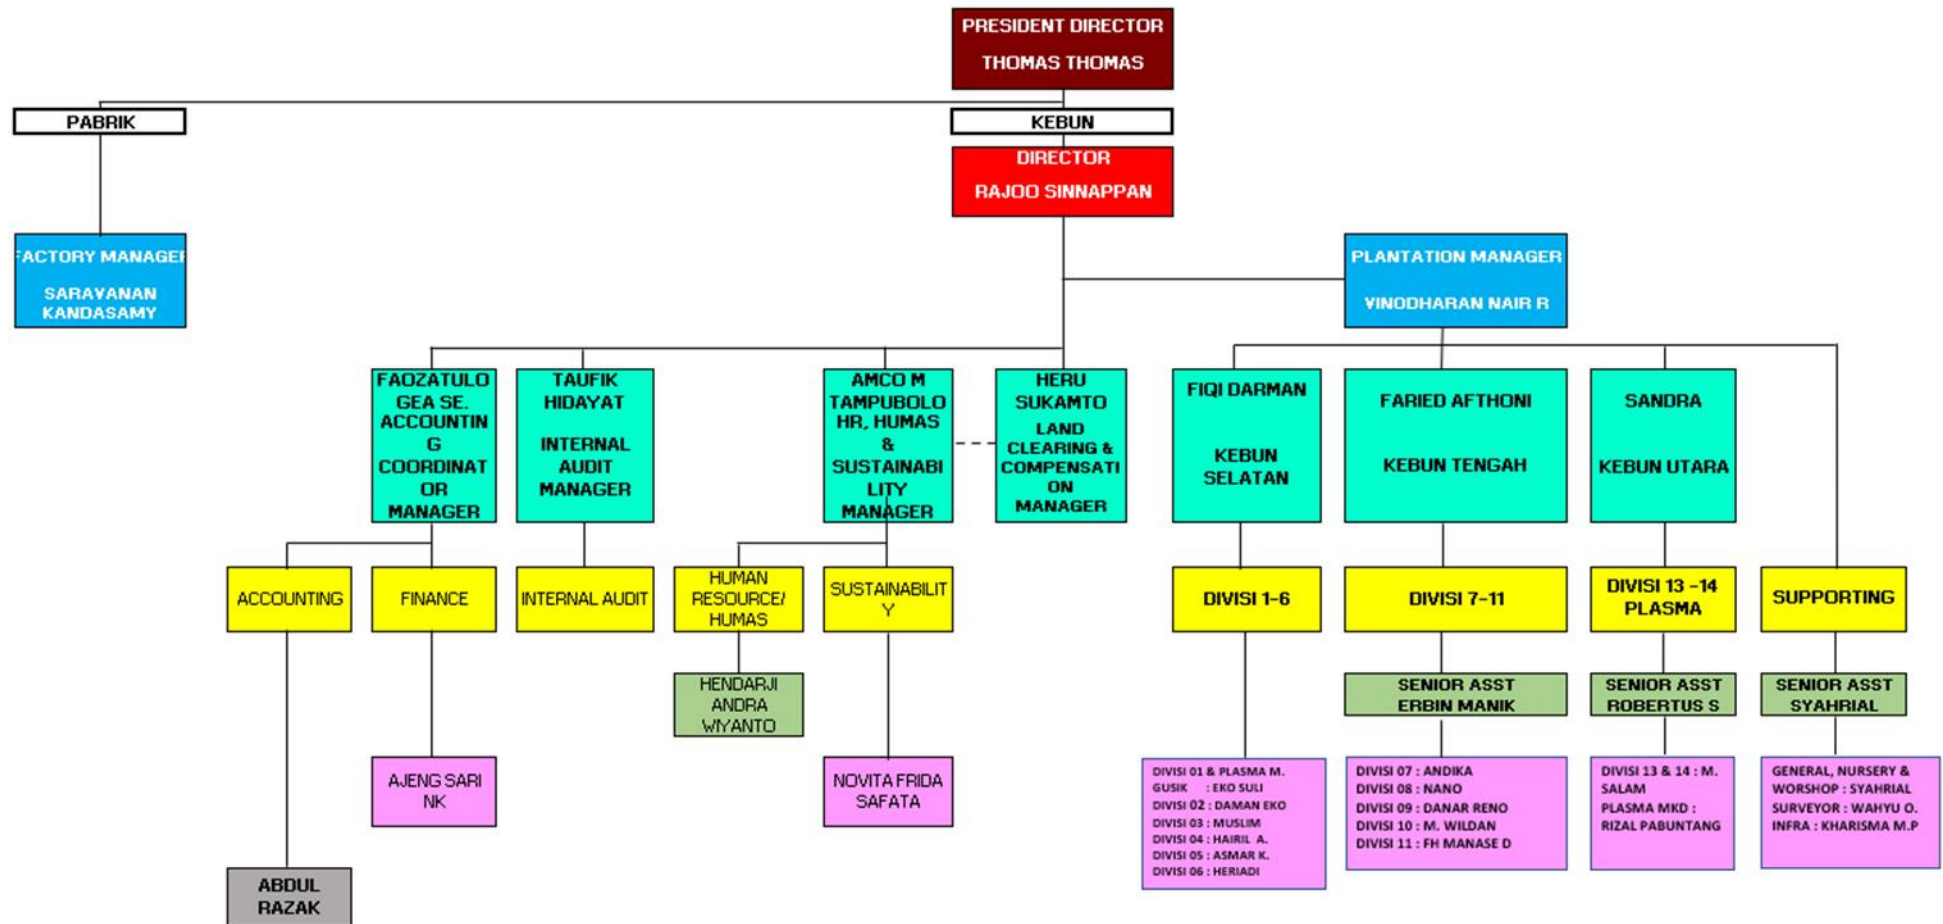 PRESIDENT DIRECTOR
THOMAS THOMAS
PABRIK
KEBUN
DIRECTOR
RAJOO SINNAPPAN
FACTORY MANAGER
SARAVANAN
KANDASAMY
PLANTATION MANAGER
VINODHARAN NAIR R
FAOZATULO
GEA SE.
ACCOUNTIN
G
COORDINAT
OR
MANAGER
TAUFIK
HIDAYAT
INTERNAL
AUDIT
MANAGER
AMCO M
TAMPUBOLO
HR, HUMAS
&
SUSTAINABI
LITY
MANAGER
HERU
SUKAMTO
LAND
CLEARING &
COMPENSATI
ON
MANAGER
FIQI DARMAN
KEBUN
SELATAN
FARIED AFTHONI
KEBUN TENGAH
SANDRA
KEBUN UTARA
ACCOUNTING
FINANCE
INTERNAL AUDIT
HUMAN
RESOURCE/
HUMAS
SUSTAINABILIT
Y
DIVISI 1-6
DIVISI 7-11
DIVISI 13 -14
PLASMA
SUPPORTING
HENDARJI
ANDRA
WIYANTO
SENIOR ASST
ERBIN MANIK
SENIOR ASST
ROBERTUS S
SENIOR ASST
SYAHRIAL
AJENG SARI
NK
NOVITA FRIDA
SAFATA
DIVISI 01 & PLASMA M.
GUSIK : EKO SULI
DIVISI 02 : DAMAN EKO
DIVISI 03 : MUSLIM
DIVISI 04 : HAIRIL A.
DIVISI 05 : ASMAR K.
DIVISI 06 : HERIADI
DIVISI 07 : ANDIKA
DIVISI 08 : NANO
DIVISI 09 : DANAR RENO
DIVISI 10 : M. WILDAN
DIVISI 11 : FH MANASE D
DIVISI 13 & 14 : M.
SALAM
PLASMA MKD :
RIZAL PABUNTANG
GENERAL, NURSERY &
WORSHOP : SYAHRIAL
SURVEYOR : WAHYU O.
INFRA : KHARISMA M.P
ABDUL
RAZAK